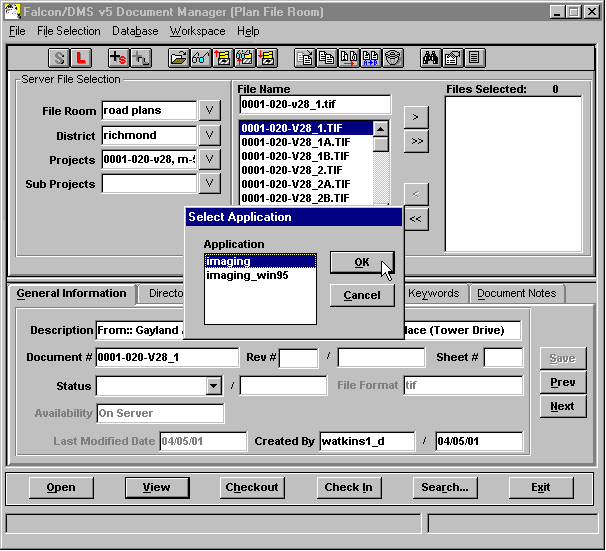 Falcon/DMS v5 Document Manager (Plan File Room)
File File Selection Database Workspace Help
S L +S +rL
Server File Selection
File Room road plans V
District richmond V
Projects 0001-020-v28, m-5 V
Sub Projects V
File Name
0001-020-v28_1.tif
0001-020-V28_1.TIF
0001-020-V28_1A.TIF
0001-020-V28_1B.TIF
0001-020-V28_2.TIF
0001-020-V28_2A.TIF
0001-020-V28_2B.TIF
>
>>
<
<<
Files Selected: 0
Select Application
Application
imaging
imaging_win95
OK
Cancel
General Information Directo Keywords Document Notes
Description From:: Gayland lace (Tower Drive)
Document # 0001-020-V28_1 Rev # / Sheet #
Status / File Format tif
Availability On Server
Last Modified Date 04/05/01 Created By watkins1_d / 04/05/01
Save
Prev
Next
Open View Checkout Check In Search... Exit